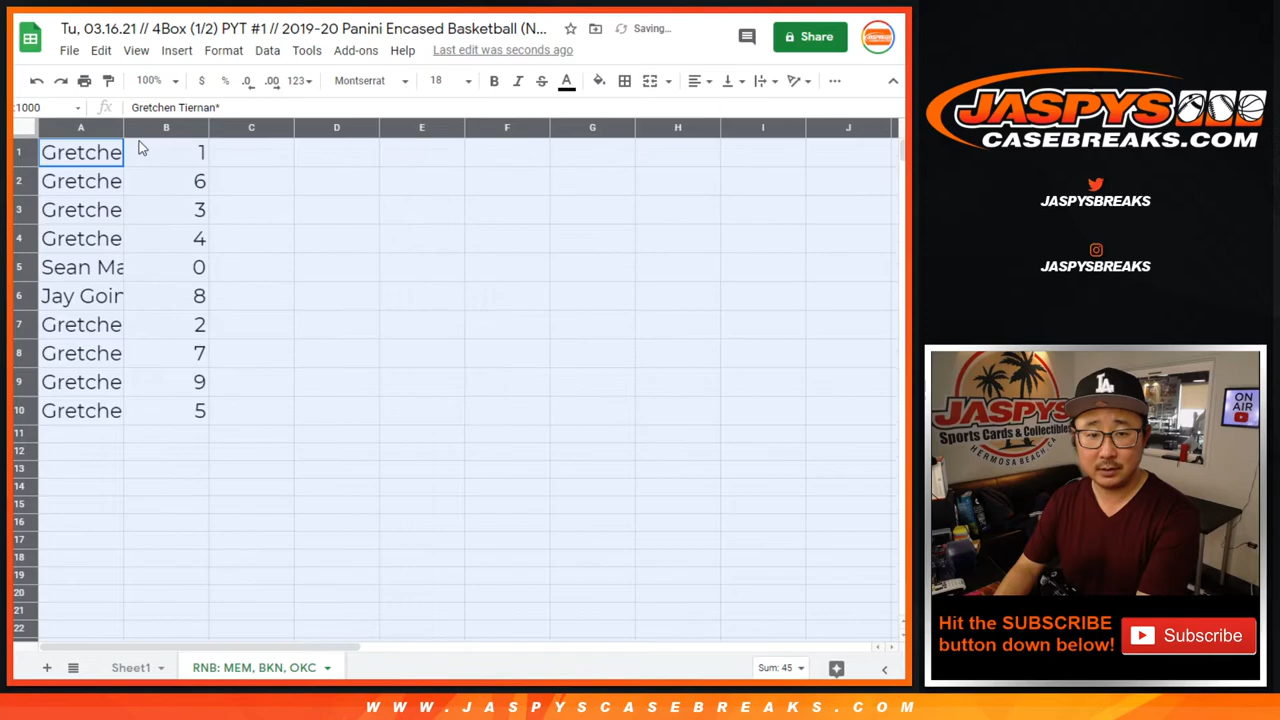 Tu, 03.16.21 // 4Box (1/2) PYT #1 // 2019-20 Panini Encased Basketball (N...
Saving...
Share
File Edit View Insert Format Data Tools Add-ons Help Last edit was seconds ago
100% $ % .0 .00 123 Montserrat 18 B I S A
:1000 fx Gretchen Tiernan*
A B C D E F G H I J
1 Gretche 1
2 Gretche 6
3 Gretche 3
4 Gretche 4
5 Sean Ma 0
6 Jay Goin 8
7 Gretche 2
8 Gretche 7
9 Gretche 9
10 Gretche 5
11
12
13
14
15
16
17
18
19
20
21
22
Sheet1 RNB: MEM, BKN, OKC Sum: 45
JASPYS
CASEBREAKS.COM
JASPYSBREAKS
JASPYSBREAKS
JASPYS
Sports Cards & Collectibles
HERMOSA BEACH, CA
LA
ON
AIR
Hit the SUBSCRIBE
button down below!
Subscribe
WWW.JASPYSCASEBREAKS.COM